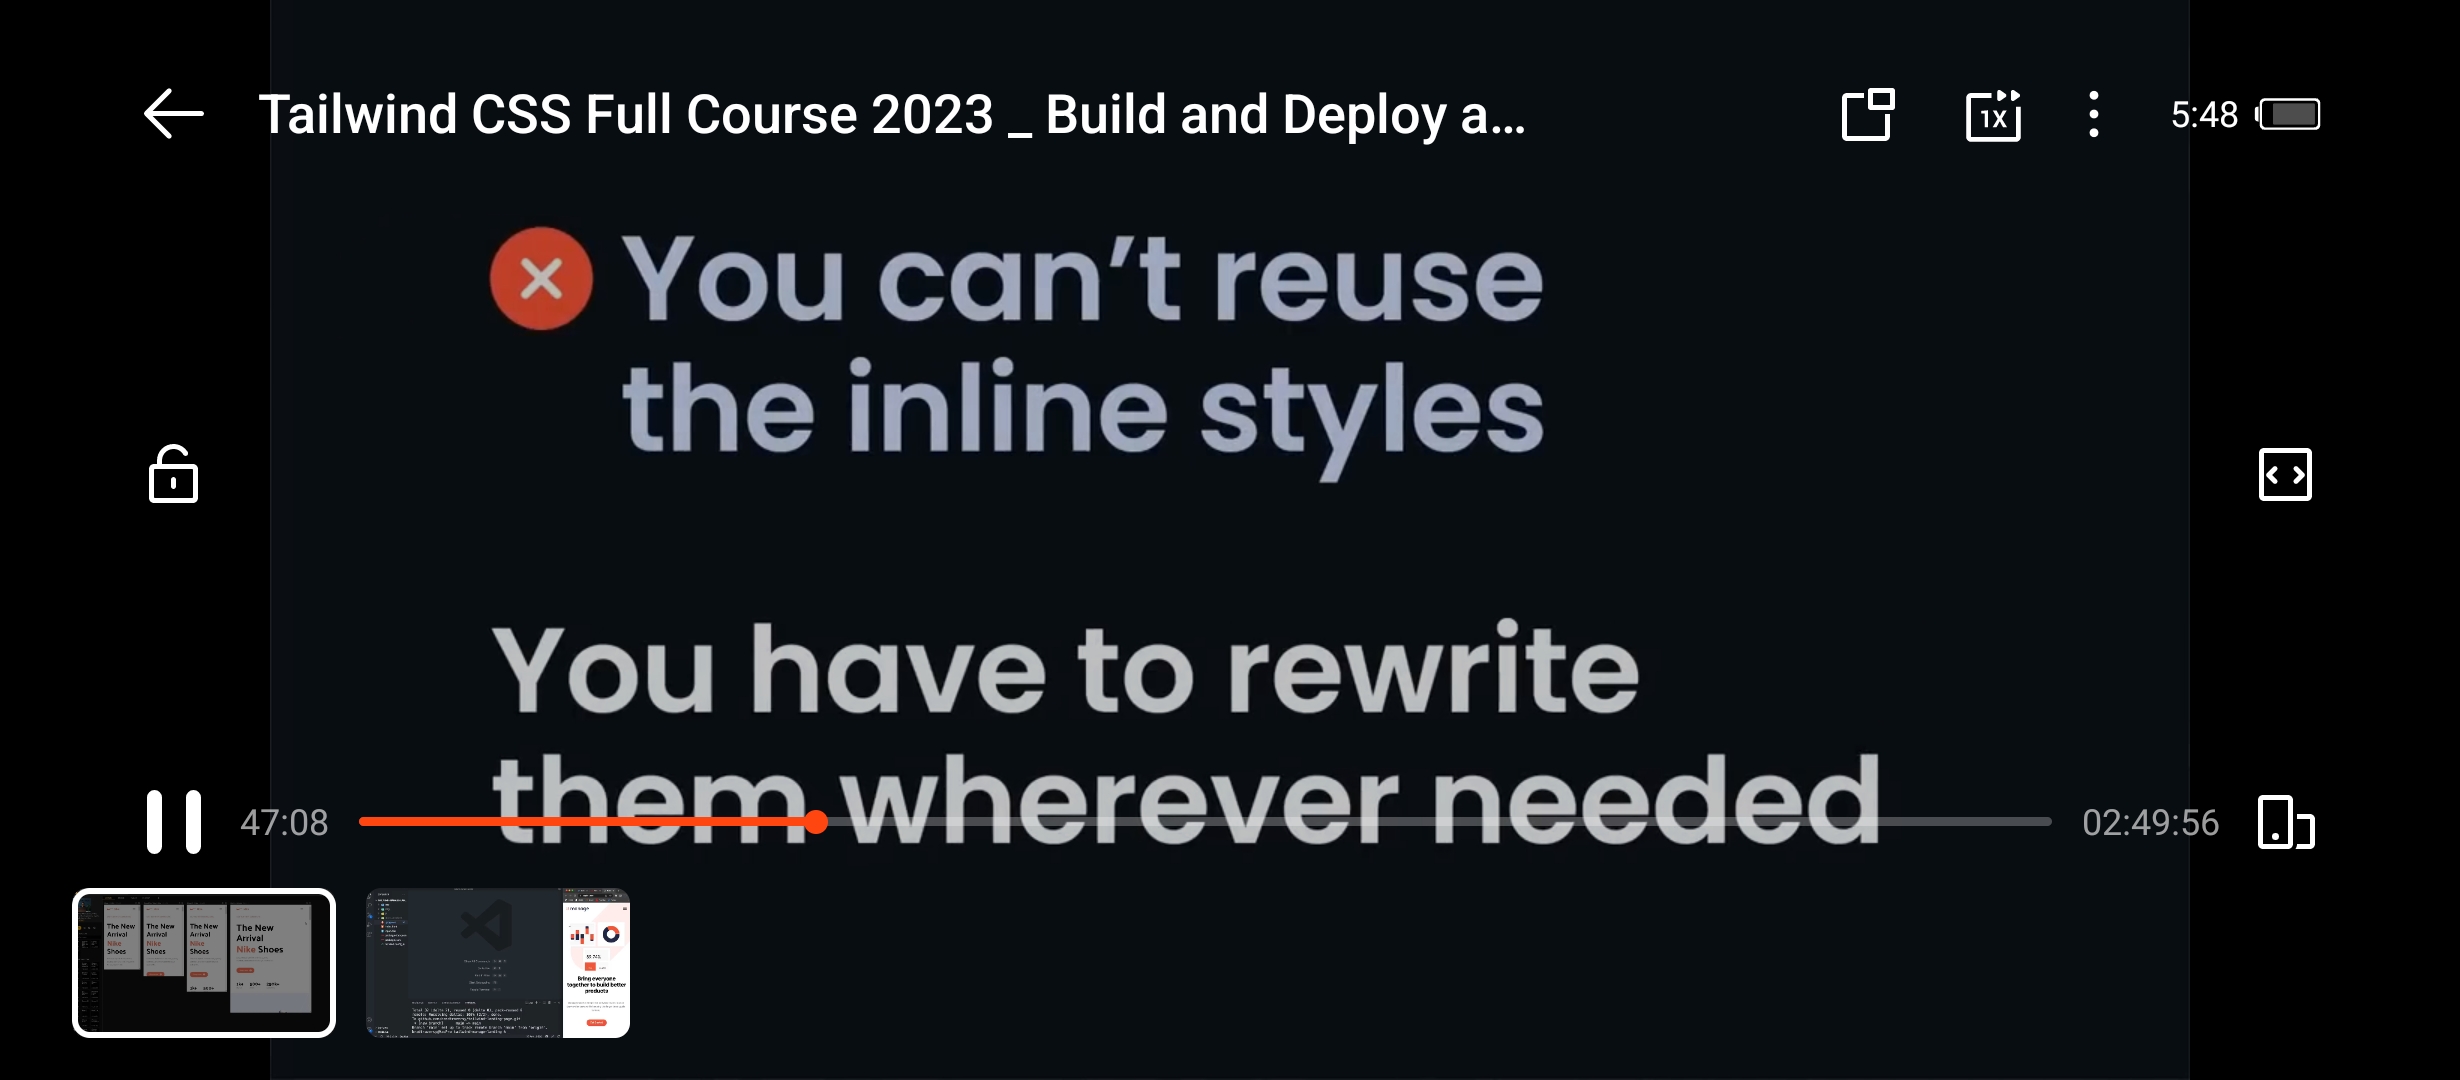 Tailwind CSS Full Course 2023 _ Build and Deploy a...
1X
5:48
You can’t reuse
the inline styles
You have to rewrite
them wherever needed
47:08
02:49:56
The New
Arrival
Nike
Shoes
The New
Arrival
Nike
Shoes
The New
Arrival
Nike
Shoes
The New
Arrival
Nike Shoes
manage
Bring everyone
together to build better
products